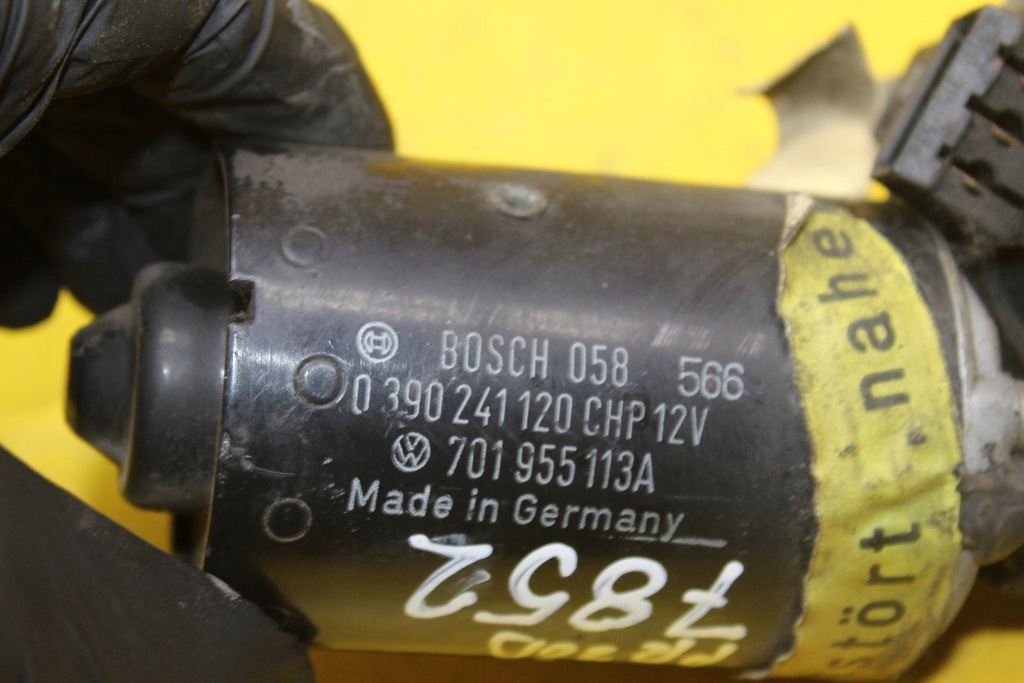 BOSCH 058 566
0 390 241 120 CHP 12V
701 955 113A
Made in Germany
7852
stört nahe